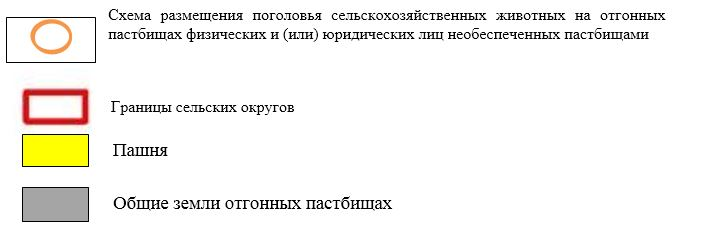 Схема размещения поголовья сельскохозяйственных животных на отгонных
пастбищах физических и (или) юридических лиц необеспеченных пастбищами
Границы сельских округов
Пашня
Общие земли отгонных пастбищах